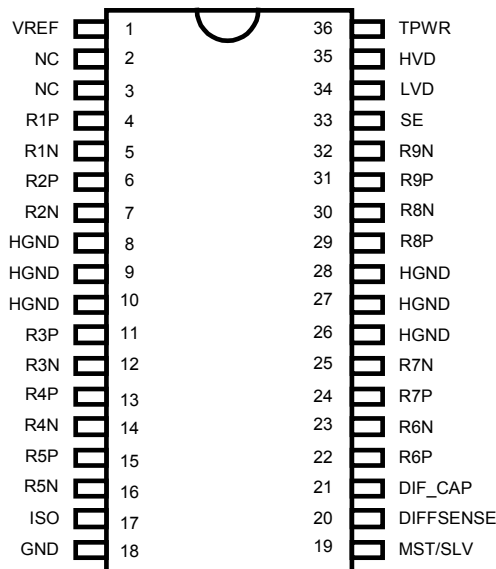 VREF 1 36 TPWR
NC 2 35 HVD
NC 3 34 LVD
R1P 4 33 SE
R1N 5 32 R9N
R2P 6 31 R9P
R2N 7 30 R8N
HGND 8 29 R8P
HGND 9 28 HGND
HGND 10 27 HGND
R3P 11 26 HGND
R3N 12 25 R7N
R4P 13 24 R7P
R4N 14 23 R6N
R5P 15 22 R6P
R5N 16 21 DIF_CAP
ISO 17 20 DIFFSENSE
GND 18 19 MST/SLV